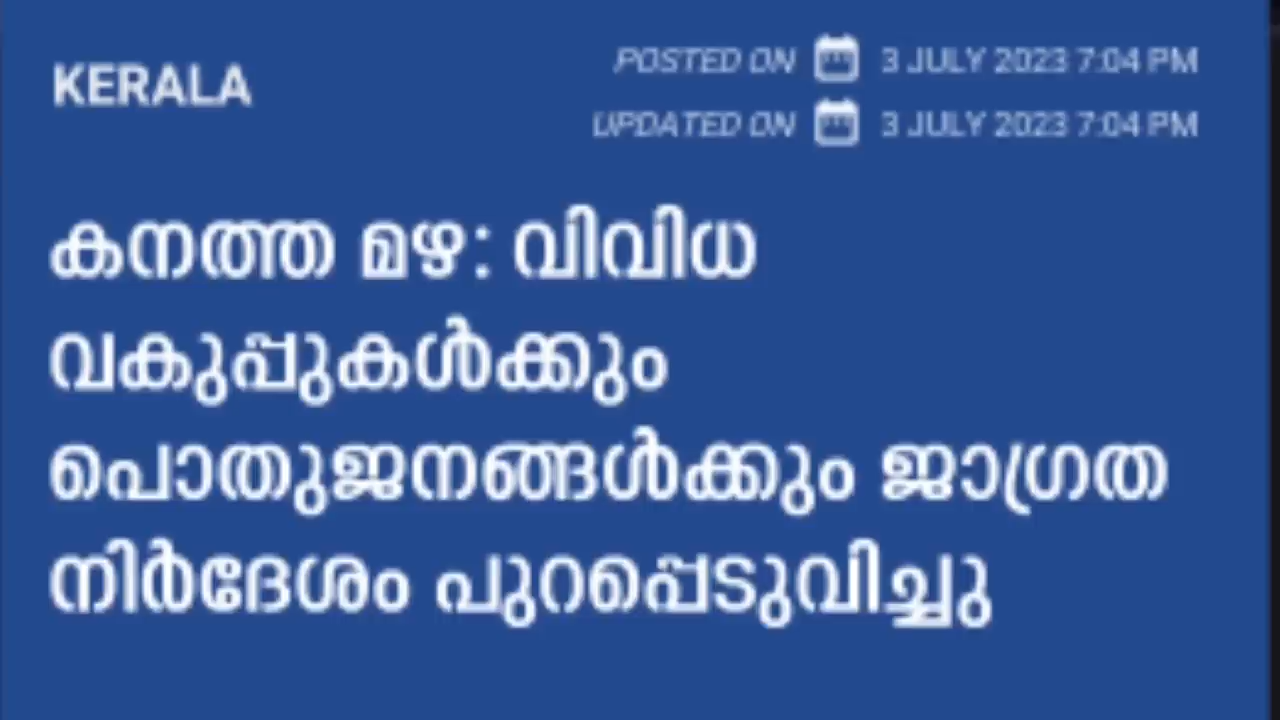 KERALA
POSTED ON 3 JULY 2023 7:04 PM
UPDATED ON 3 JULY 2023 7:04 PM
കനത്ത മഴ: വിവിധ
വകുപ്പുകൾക്കും
പൊതുജനങ്ങൾക്കും ജാഗ്രത
നിർദേശം പുറപ്പെടുവിച്ചു